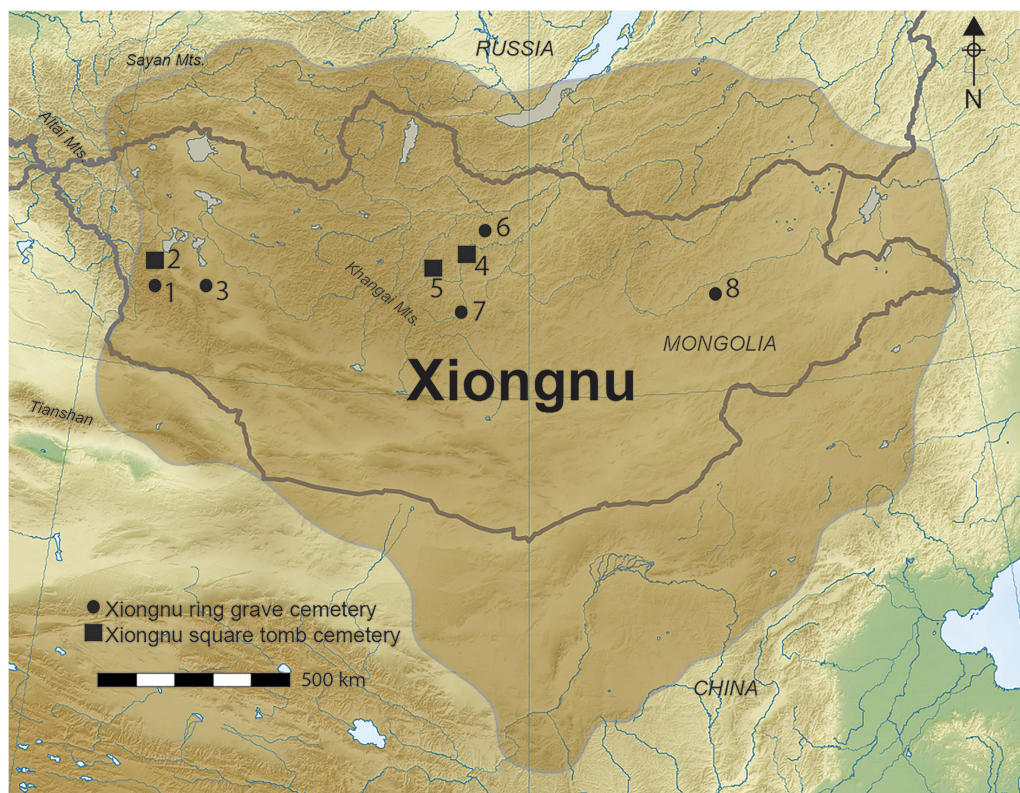 RUSSIA
Sayan Mts.
N
Altai Mts.
6
2
4
5
1
3
8
Khangai Mts.
7
MONGOLIA
Xiongnu
Tianshan
Xiongnu ring grave cemetery
Xiongnu square tomb cemetery
500 km
CHINA